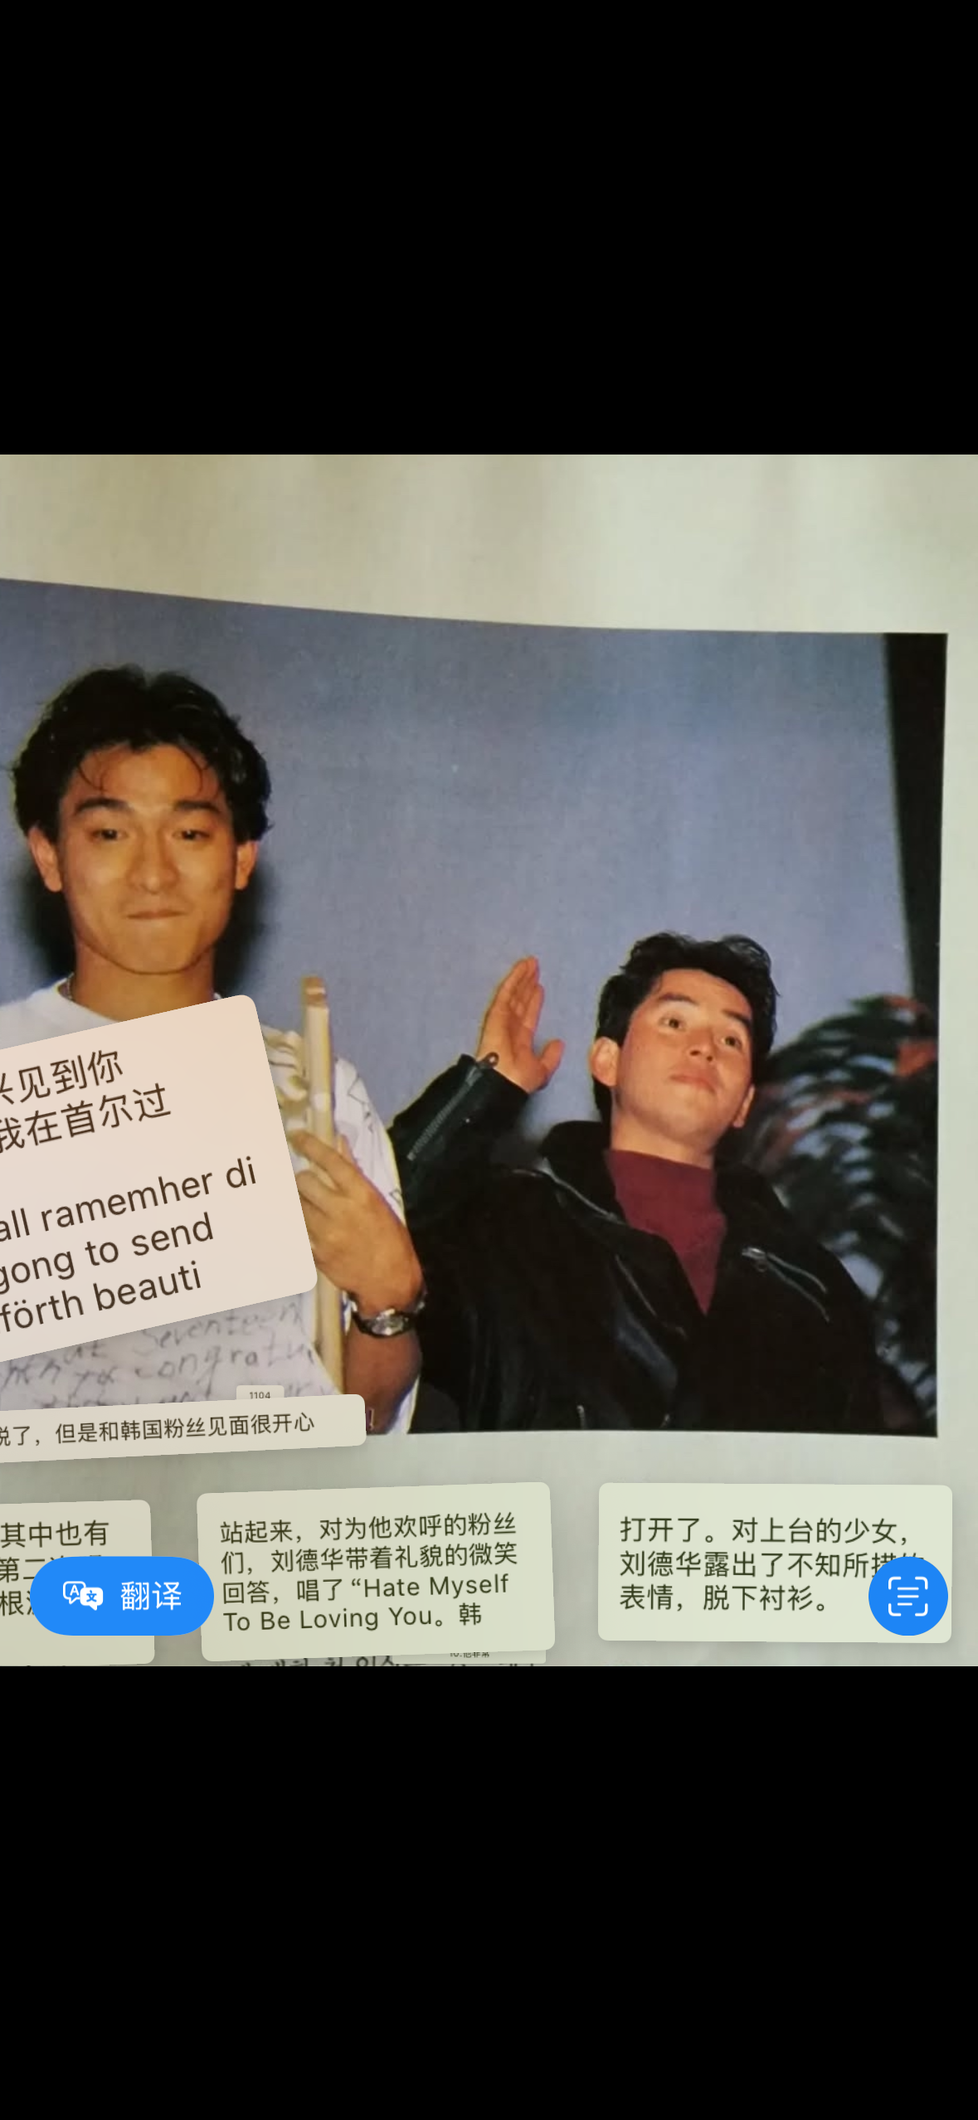 兴见到你
我在首尔过
all ramemher di
gong to send
förth beauti
Seventeen
congratu
1104
脱了，但是和韩国粉丝见面很开心
其中也有
第二
根
站起来，对为他欢呼的粉丝
们，刘德华带着礼貌的微笑
回答，唱了“Hate Myself
To Be Loving You。韩
打开了。对上台的少女，
刘德华露出了不知所措的
表情，脱下衬衫。
翻译